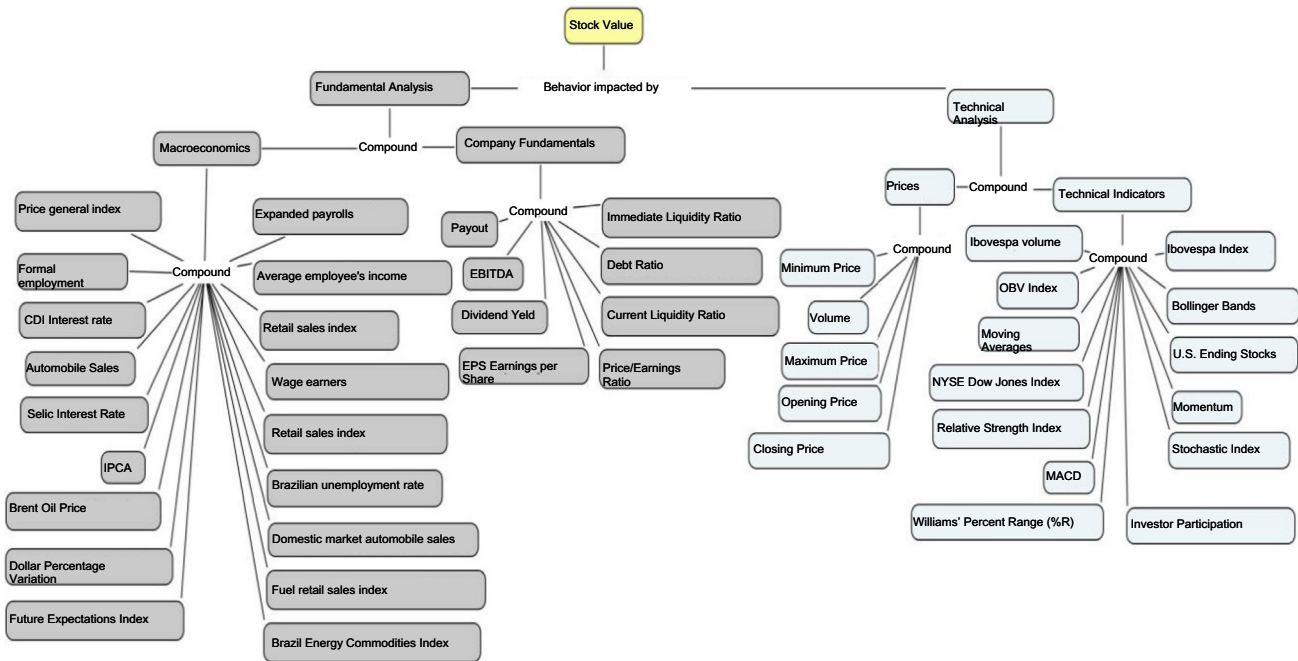 Stock Value
Fundamental Analysis
Behavior impacted by
Technical
Analysis
Macroeconomics
Compound
Company Fundamentals
Prices
Compound
Technical Indicators
Price general index
Expanded payrolls
Payout
Compound
Immediate Liquidity Ratio
Compound
Ibovespa volume
Ibovespa Index
Formal
employment
Compound
Average employee's income
EBITDA
Debt Ratio
Minimum Price
OBV Index
Compound
CDI Interest rate
Retail sales index
Dividend Yeld
Current Liquidity Ratio
Volume
Moving
Averages
Bollinger Bands
Automobile Sales
Wage earners
EPS Earnings per
Share
Price/Earnings
Ratio
Maximum Price
NYSE Dow Jones Index
U.S. Ending Stocks
Selic Interest Rate
Retail sales index
Opening Price
Relative Strength Index
Momentum
IPCA
Brazilian unemployment rate
Closing Price
MACD
Stochastic Index
Brent Oil Price
Domestic market automobile sales
Williams' Percent Range (%R)
Investor Participation
Dollar Percentage
Variation
Fuel retail sales index
Future Expectations Index
Brazil Energy Commodities Index